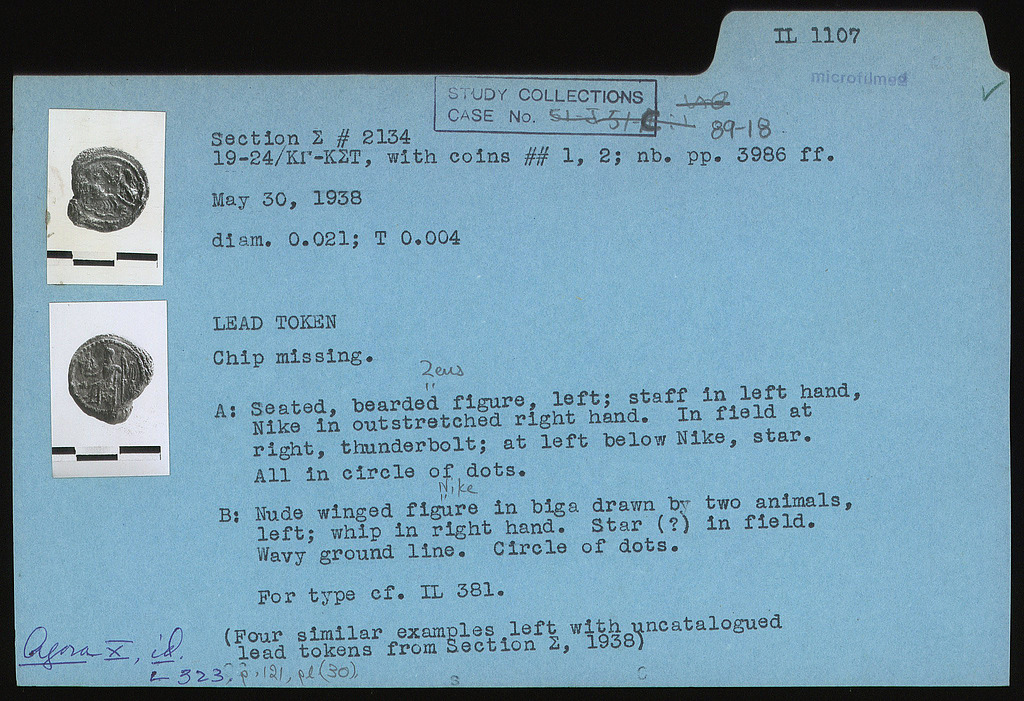 IL 1107
microfilmed
STUDY COLLECTIONS
CASE No. 51-J 51
89-18
Section Σ # 2134
19-24/ΚΓ-ΚΣΤ, with coins ## 1, 2; nb. pp. 3986 ff.
May 30, 1938
diam. 0.021; T 0.004
LEAD TOKEN
Chip missing.
Zeus
"
A: Seated, bearded figure, left; staff in left hand,
Nike in outstretched right hand. In field at
right, thunderbolt; at left below Nike, star.
All in circle of dots.
Nike
"
B: Nude winged figure in biga drawn by two animals,
left; whip in right hand. Star (?) in field.
Wavy ground line. Circle of dots.
For type cf. IL 381.
(Four similar examples left with uncatalogued
lead tokens from Section Σ, 1938)
Agora X, id.
L 323, p. 121, pl (30)
S C